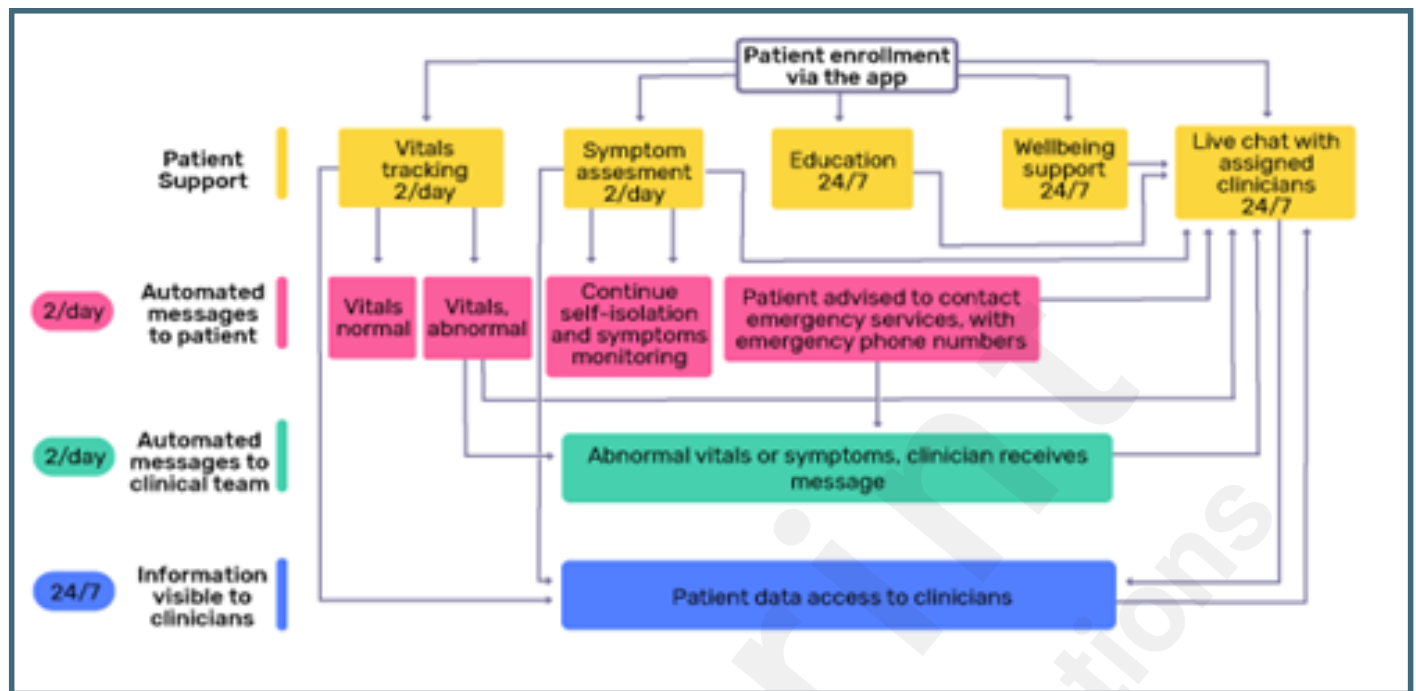 Patient enrollment
via the app
Patient
Support
Vitals
tracking
2/day
Symptom
assesment
2/day
Education
24/7
Wellbeing
support
24/7
Live chat with
assigned
clinicians
24/7
2/day
Automated
messages
to patient
Vitals
normal
Vitals,
abnormal
Continue
self-isolation
and symptoms
monitoring
Patient advised to contact
emergency services, with
emergency phone numbers
2/day
Automated
messages to
clinical team
Abnormal vitals or symptoms, clinician receives
message
24/7
Information
visible to
clinicians
Patient data access to clinicians